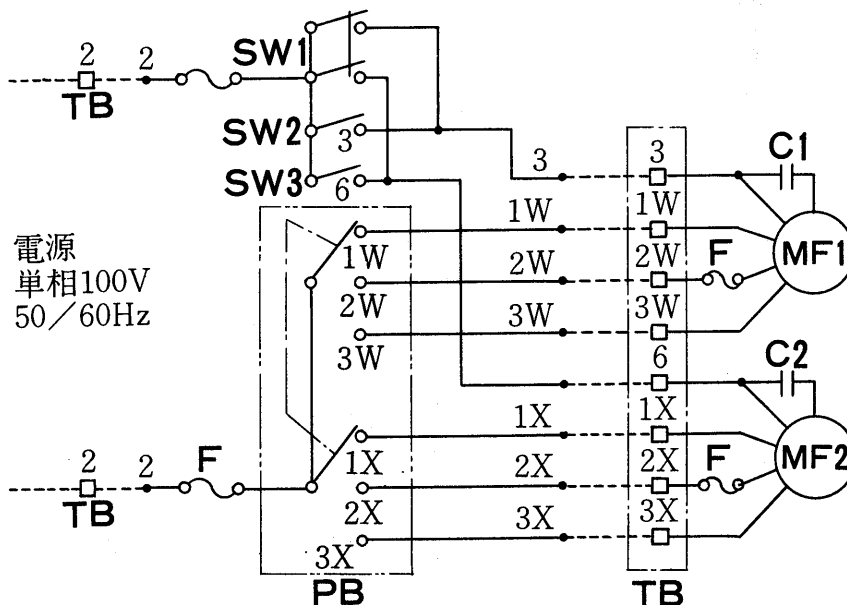 2
2
TB
SW1
SW2
3
SW3
6
電源
単相100V
50/60Hz
1W
2W
3W
1X
2X
3X
PB
2
2
F
TB
3
1W
2W
3W
1X
2X
3X
3
1W
2W
F
3W
6
1X
2X
F
3X
TB
C1
MF1
C2
MF2